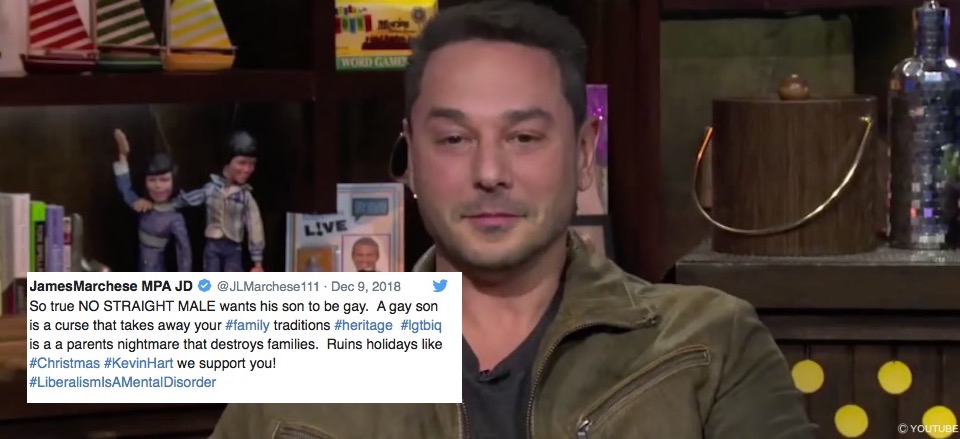 WORD GAME
L!VE
JamesMarchese MPA JD @JLMarchese111 · Dec 9, 2018
So true NO STRAIGHT MALE wants his son to be gay.  A gay son
is a curse that takes away your #family traditions #heritage  #lgtbiq
is a a parents nightmare that destroys families.  Ruins holidays like
#Christmas #KevinHart we support you!
#LiberalismIsAMentalDisorder
© YOUTUBE